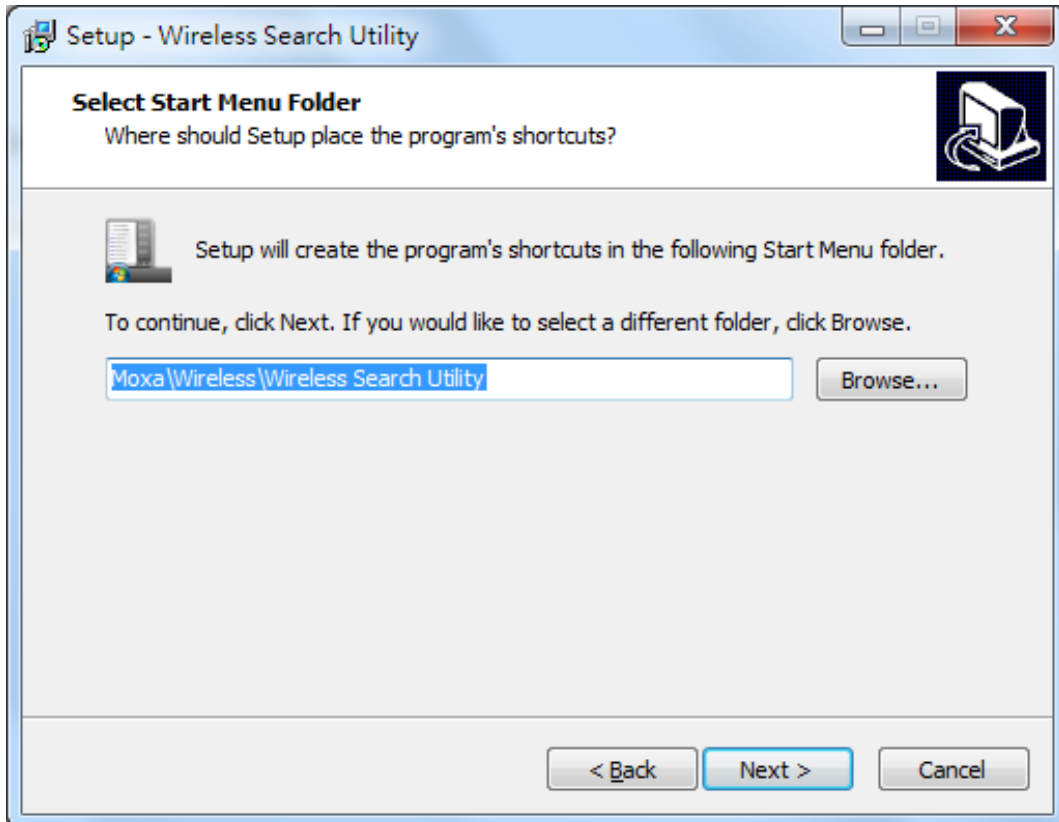 Setup - Wireless Search Utility
Select Start Menu Folder
Where should Setup place the program's shortcuts?
Setup will create the program's shortcuts in the following Start Menu folder.
To continue, click Next. If you would like to select a different folder, click Browse.
Moxa\Wireless\Wireless Search Utility
Browse...
< Back
Next >
Cancel